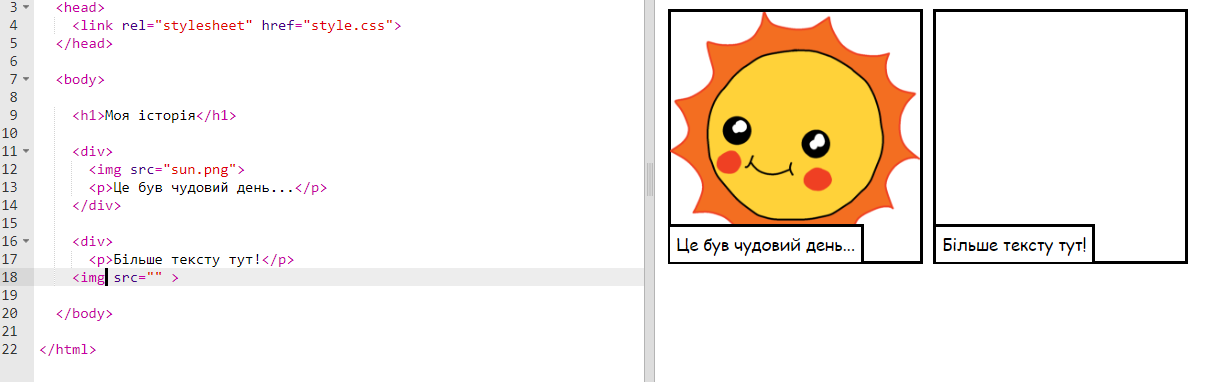 3 <head>
4 <link rel="stylesheet" href="style.css">
5 </head>
6
7 <body>
8
9 <h1>Моя історія</h1>
10
11 <div>
12 <img src="sun.png">
13 <p>Це був чудовий день...</p>
14 </div>
15
16 <div>
17 <p>Більше тексту тут!</p>
18 <img src="" >
19
20 </body>
21
22 </html>
Це був чудовий день...
Більше тексту тут!